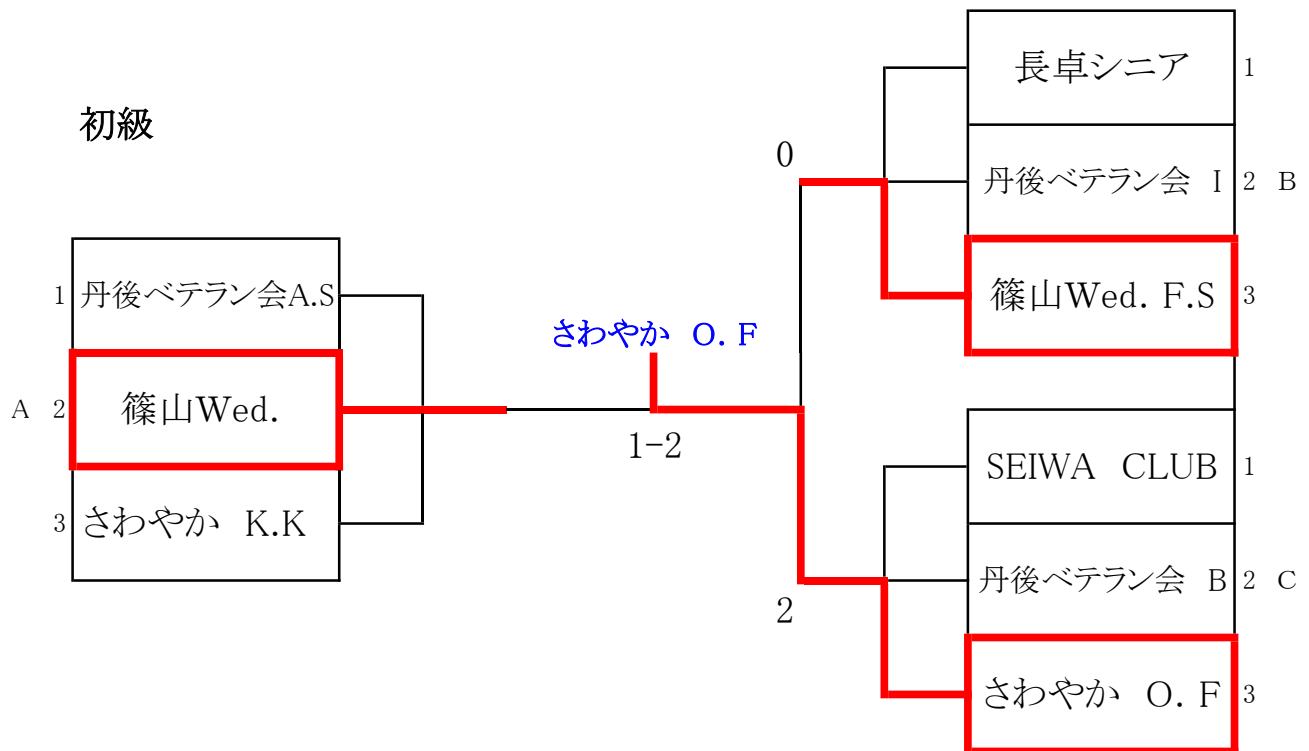 初級
1 丹後ベテラン会A.S
A 2 篠山Wed.
3 さわやか K.K
さわやか O.F
1-2
0
2
長卓シニア 1
丹後ベテラン会 I 2 B
篠山Wed. F.S 3
SEIWA CLUB 1
丹後ベテラン会 B 2 C
さわやか O.F 3